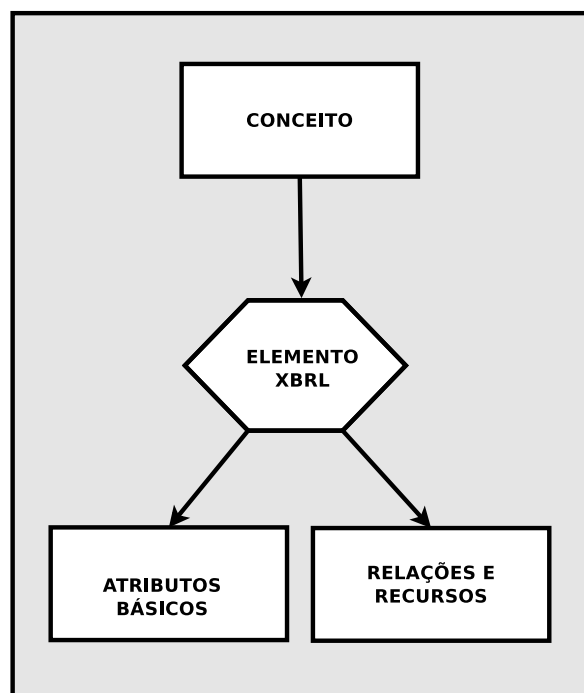 CONCEITO
ELEMENTO
XBRL
ATRIBUTOS
BÁSICOS
RELAÇÕES E
RECURSOS